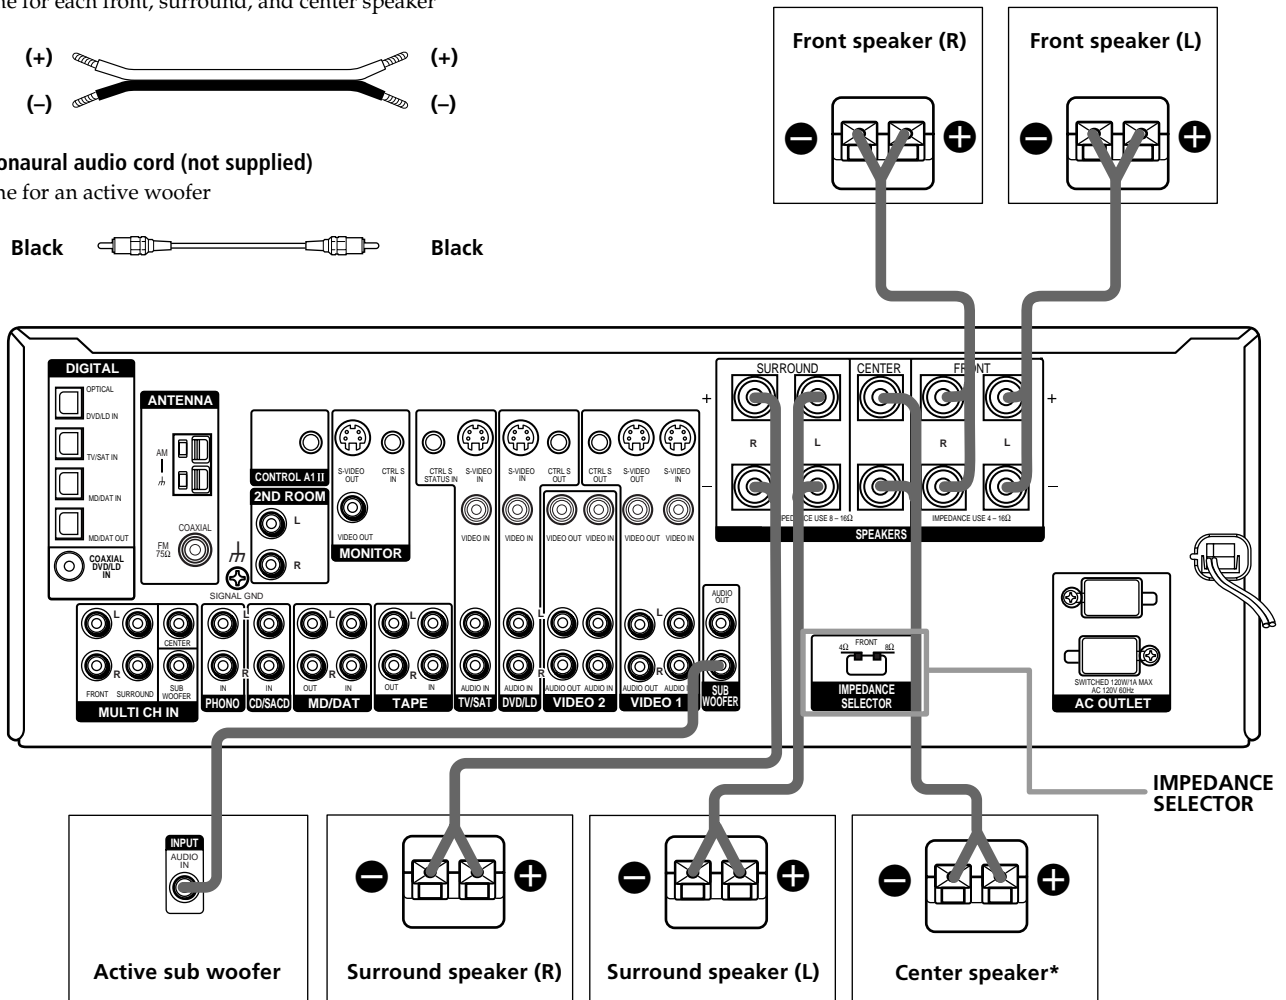 for each front, surround, and center speaker
(+)
(+)
(–)
(–)
audio cord (not supplied)
for an active woofer
Black
Black
Front speaker (R)
Front speaker (L)
DIGITAL
OPTICAL
DVD/LD IN
TV/SAT IN
MD/DAT IN
MD/DAT OUT
COAXIAL
DVD/LD
IN
ANTENNA
AM
COAXIAL
FM
75Ω
SIGNAL GND
CONTROL A1 II
2ND ROOM
L
R
S-VIDEO
OUT
CTRL S
IN
VIDEO OUT
MONITOR
CTRL S
STATUS IN
S-VIDEO
IN
VIDEO IN
S-VIDEO
IN
CTRL S
OUT
VIDEO IN
CTRL S
OUT
S-VIDEO
OUT
S-VIDEO
IN
VIDEO OUT
VIDEO IN
VIDEO OUT
VIDEO IN
SURROUND
CENTER
FRONT
+
+
R
L
R
L
–
–
IMPEDANCE USE 8 – 16Ω
IMPEDANCE USE 4 – 16Ω
SPEAKERS
L
CENTER
R
FRONT
SURROUND
SUB
WOOFER
MULTI CH IN
L
R
IN
PHONO
IN
CD/SACD
L
R
OUT
IN
MD/DAT
L
R
OUT
IN
TAPE
AUDIO IN
TV/SAT
L
R
AUDIO IN
DVD/LD
AUDIO OUT
AUDIO IN
VIDEO 2
L
R
AUDIO OUT
AUDIO IN
VIDEO 1
AUDIO
OUT
SUB
WOOFER
FRONT
4Ω
8Ω
IMPEDANCE
SELECTOR
SWITCHED 120W/1A MAX
AC 120V 60Hz
AC OUTLET
IMPEDANCE
SELECTOR
INPUT
AUDIO
IN
Active sub woofer
Surround speaker (R)
Surround speaker (L)
Center speaker*